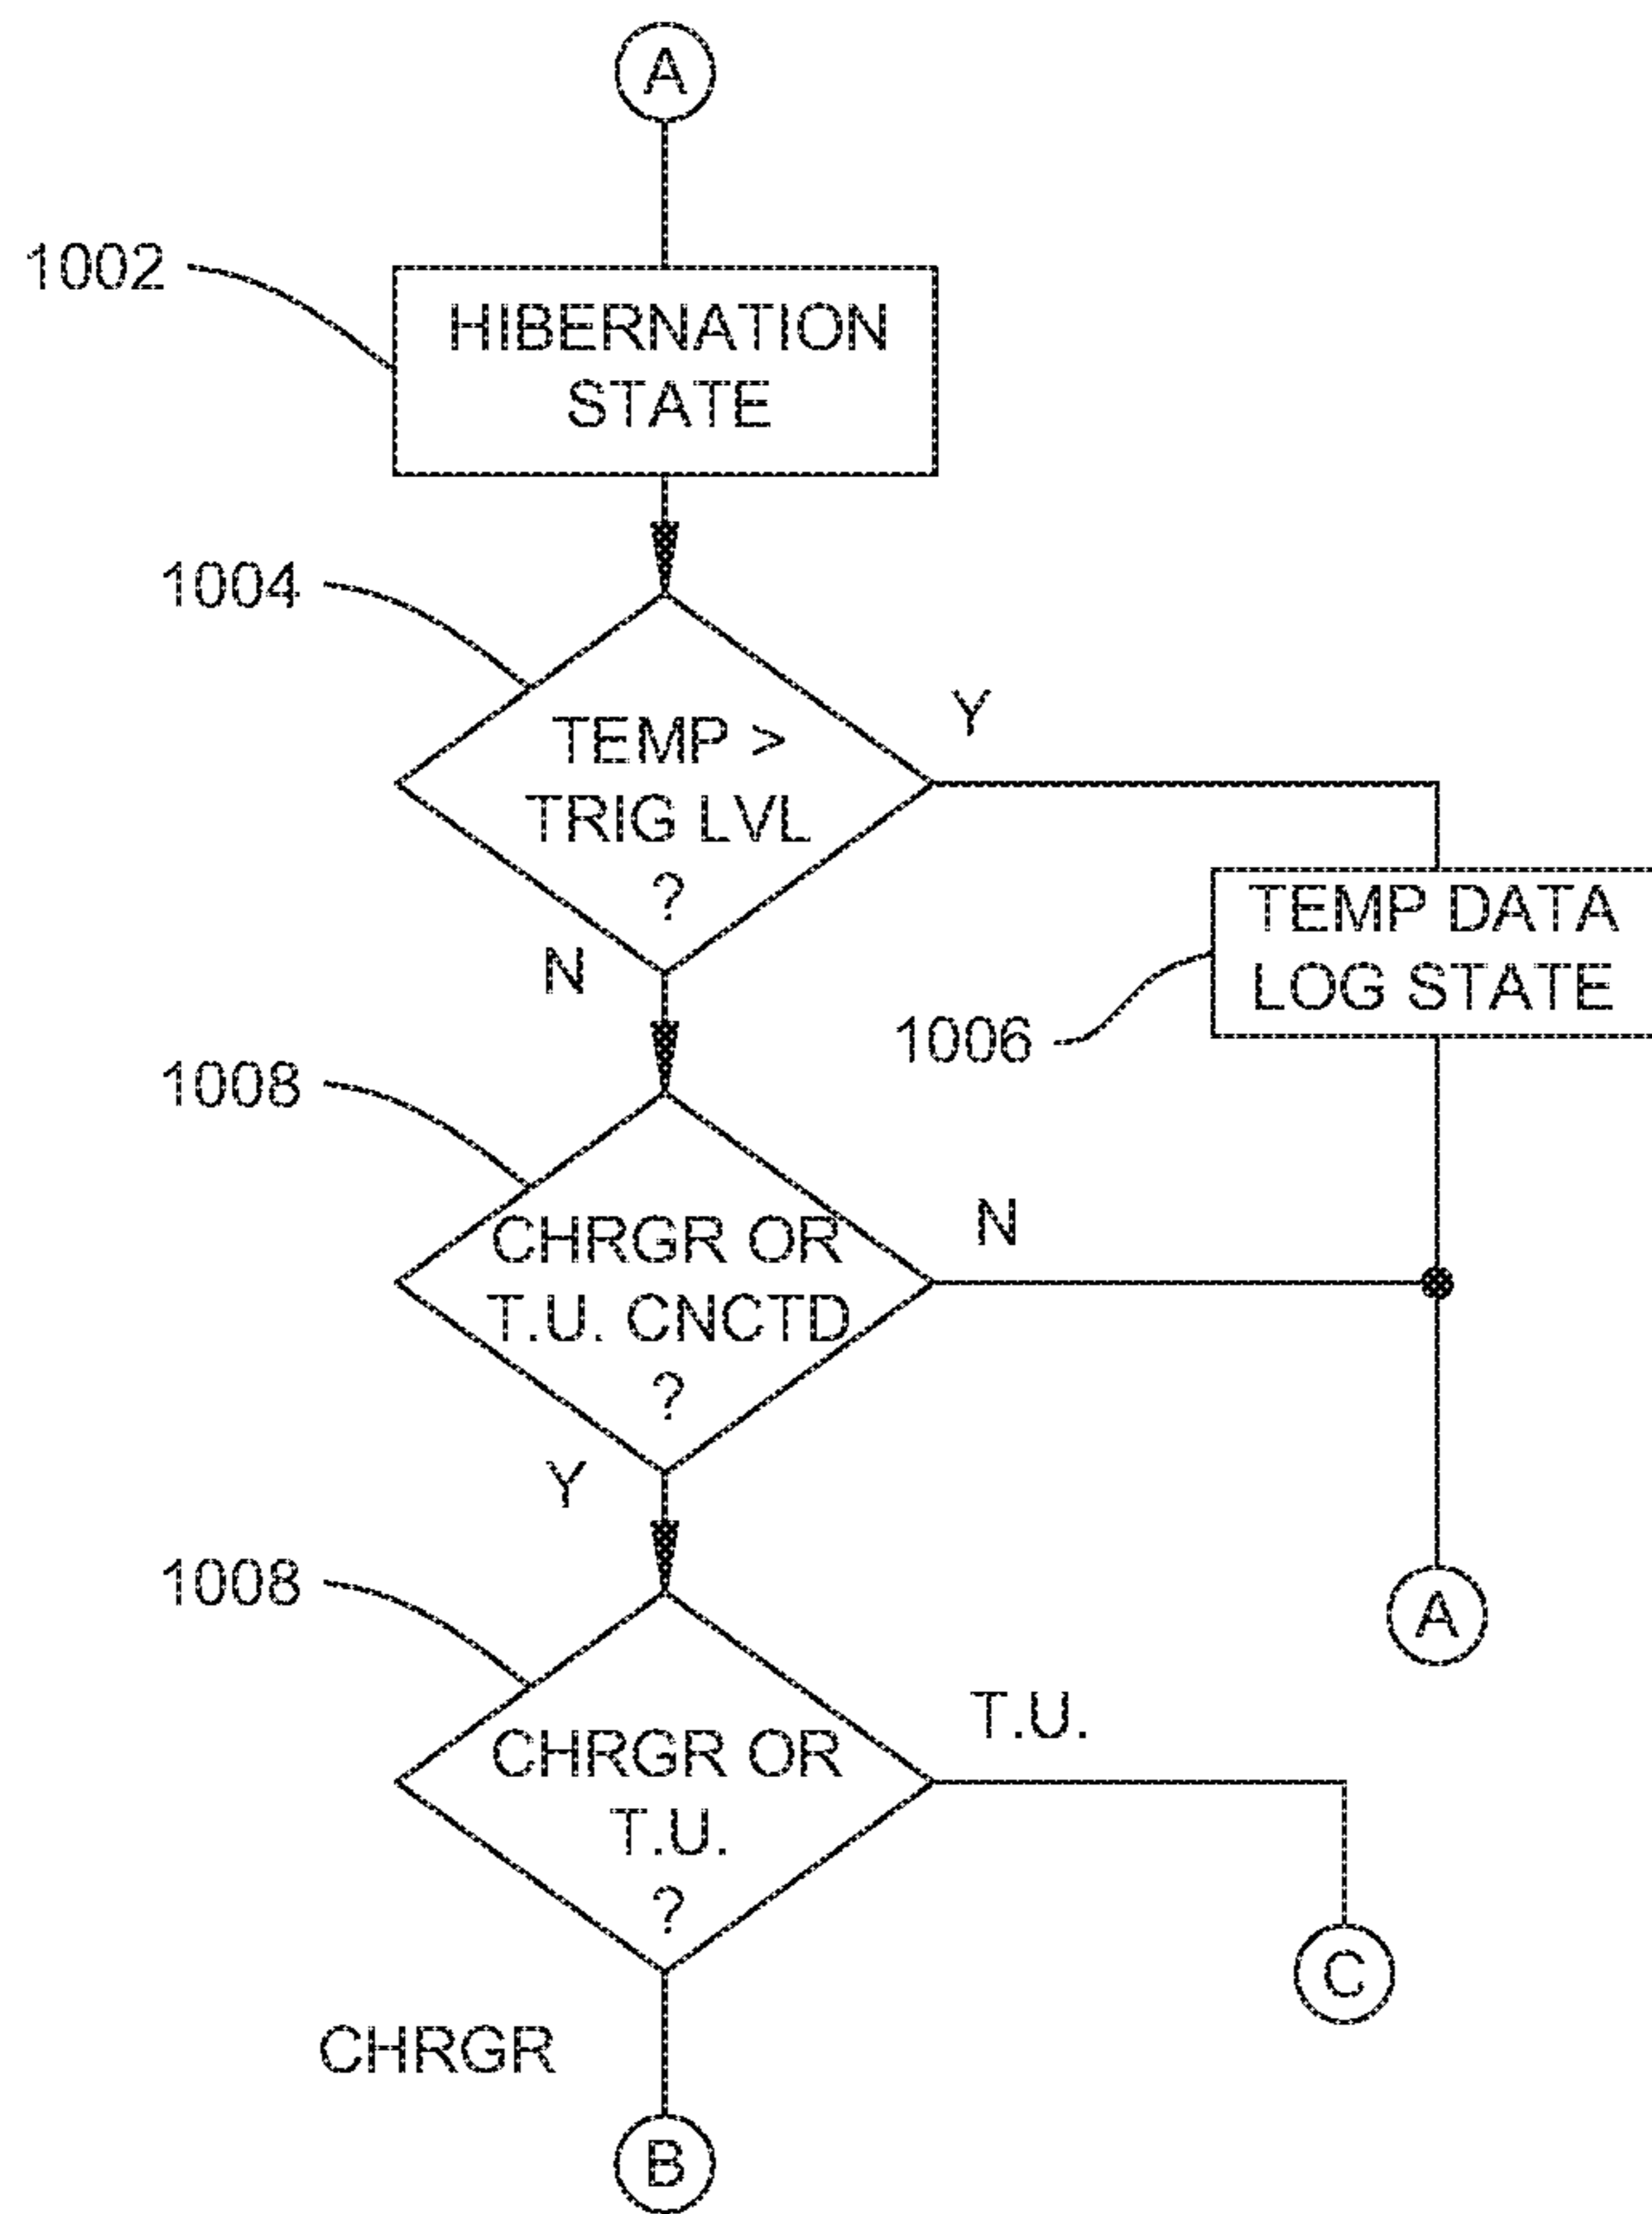 A
1002
HIBERNATION
STATE
1004
TEMP >
TRIG LVL
?
Y
N
TEMP DATA
LOG STATE
1006
1008
CHRGR OR
T.U. CNCTD
?
N
Y
A
1008
CHRGR OR
T.U.
?
T.U.
C
CHRGR
B